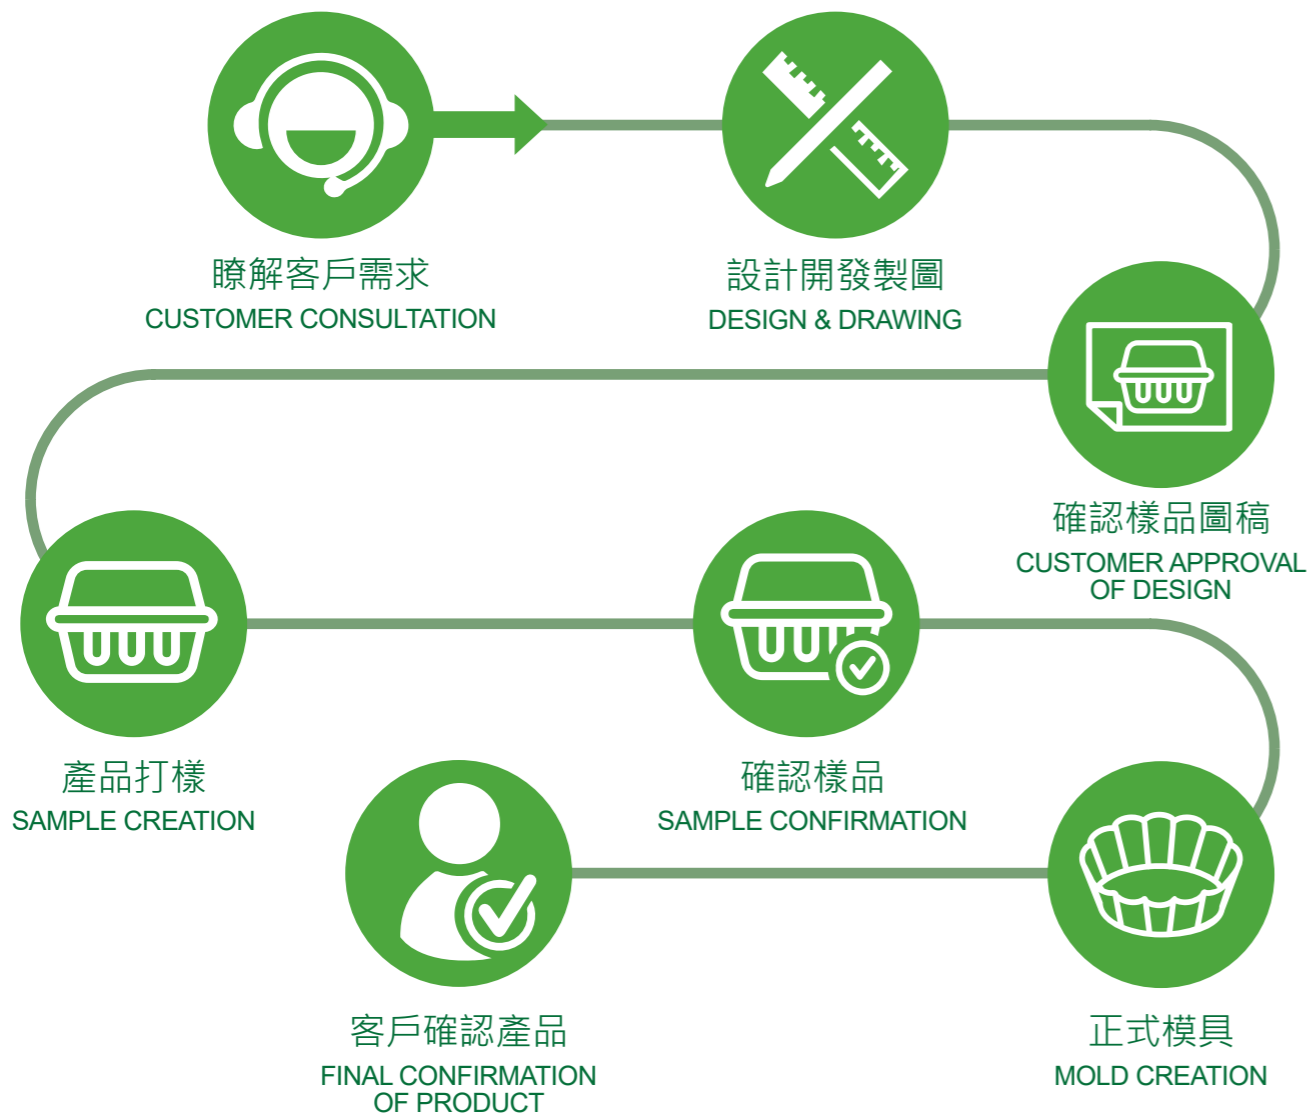 瞭解客戶需求
CUSTOMER CONSULTATION
設計開發製圖
DESIGN & DRAWING
確認樣品圖稿
CUSTOMER APPROVAL
OF DESIGN
產品打樣
SAMPLE CREATION
確認樣品
SAMPLE CONFIRMATION
正式模具
MOLD CREATION
客戶確認產品
FINAL CONFIRMATION
OF PRODUCT